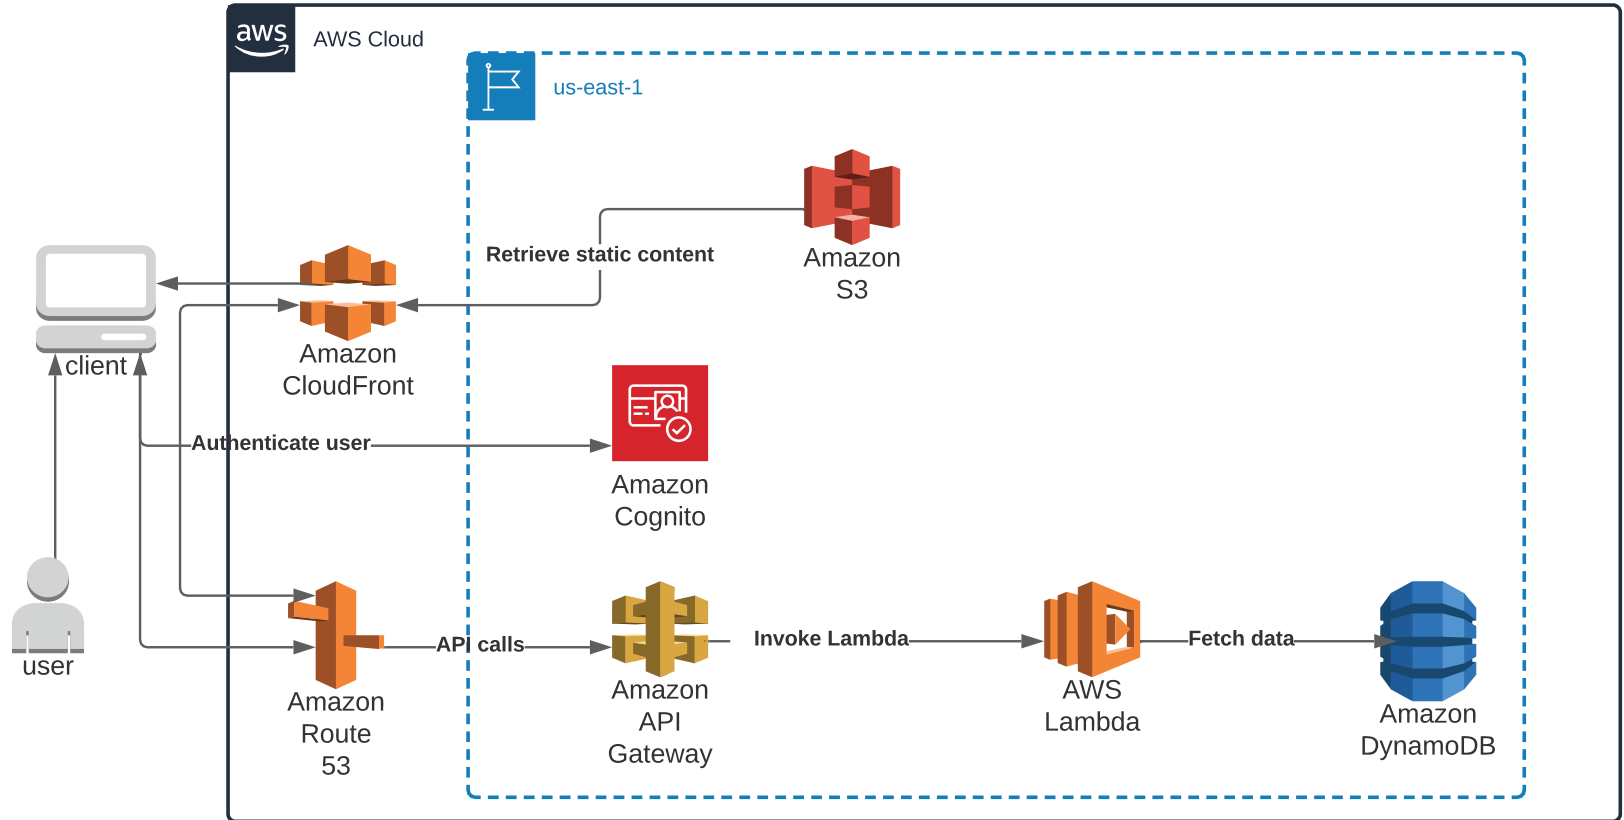 aws
AWS Cloud
us-east-1
Amazon
S3
Retrieve static content
client
Amazon
CloudFront
Authenticate user
Amazon
Cognito
user
Amazon
Route
53
API calls
Amazon
API
Gateway
Invoke Lambda
AWS
Lambda
Fetch data
Amazon
DynamoDB